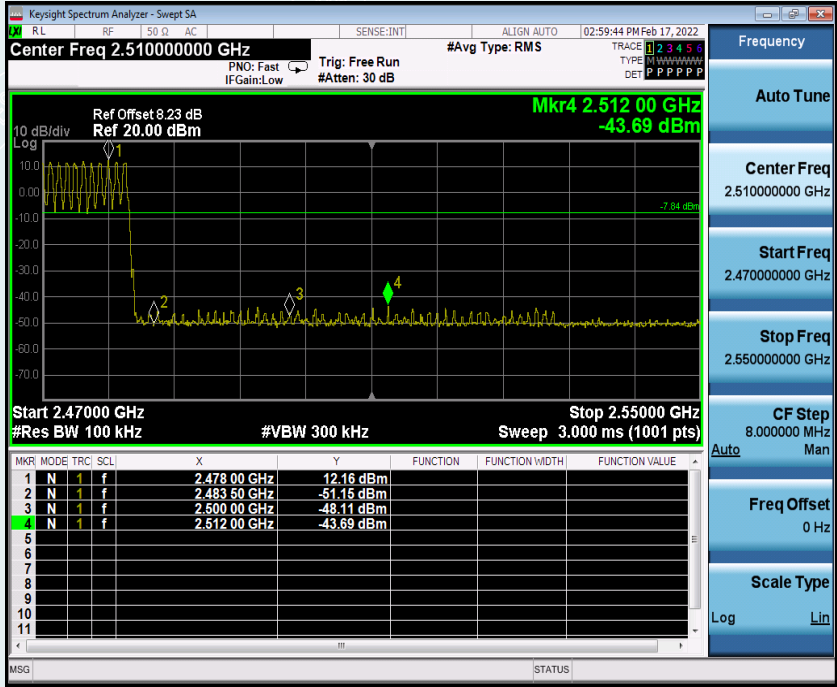 Keysight Spectrum Analyzer - Swept SA
LXI RL RF 50 Ω AC SENSE:INT ALIGN AUTO 02:59:44 PM Feb 17, 2022
Center Freq 2.510000000 GHz #Avg Type: RMS TRACE 1 2 3 4 5 6
PNO: Fast Trig: Free Run TYPE M WWWWW
IFGain:Low #Atten: 30 dB DET P P P P P P
Mkr4 2.512 00 GHz
-43.69 dBm
Ref Offset 8.23 dB
10 dB/div Ref 20.00 dBm
Log
1
10.0
0.00
-7.84 dBm
-10.0
-20.0
-30.0
2 3 4
-40.0
-50.0
-60.0
-70.0
Start 2.47000 GHz Stop 2.55000 GHz
#Res BW 100 kHz #VBW 300 kHz Sweep 3.000 ms (1001 pts)
MKR MODE TRC SCL X Y FUNCTION FUNCTION WIDTH FUNCTION VALUE
1 N 1 f 2.478 00 GHz 12.16 dBm
2 N 1 f 2.483 50 GHz -51.15 dBm
3 N 1 f 2.500 00 GHz -48.11 dBm
4 N 1 f 2.512 00 GHz -43.69 dBm
5
6
7
8
9
10
11
MSG STATUS
Frequency
Auto Tune
Center Freq
2.510000000 GHz
Start Freq
2.470000000 GHz
Stop Freq
2.550000000 GHz
CF Step
8.000000 MHz
Auto Man
Freq Offset
0 Hz
Scale Type
Log Lin